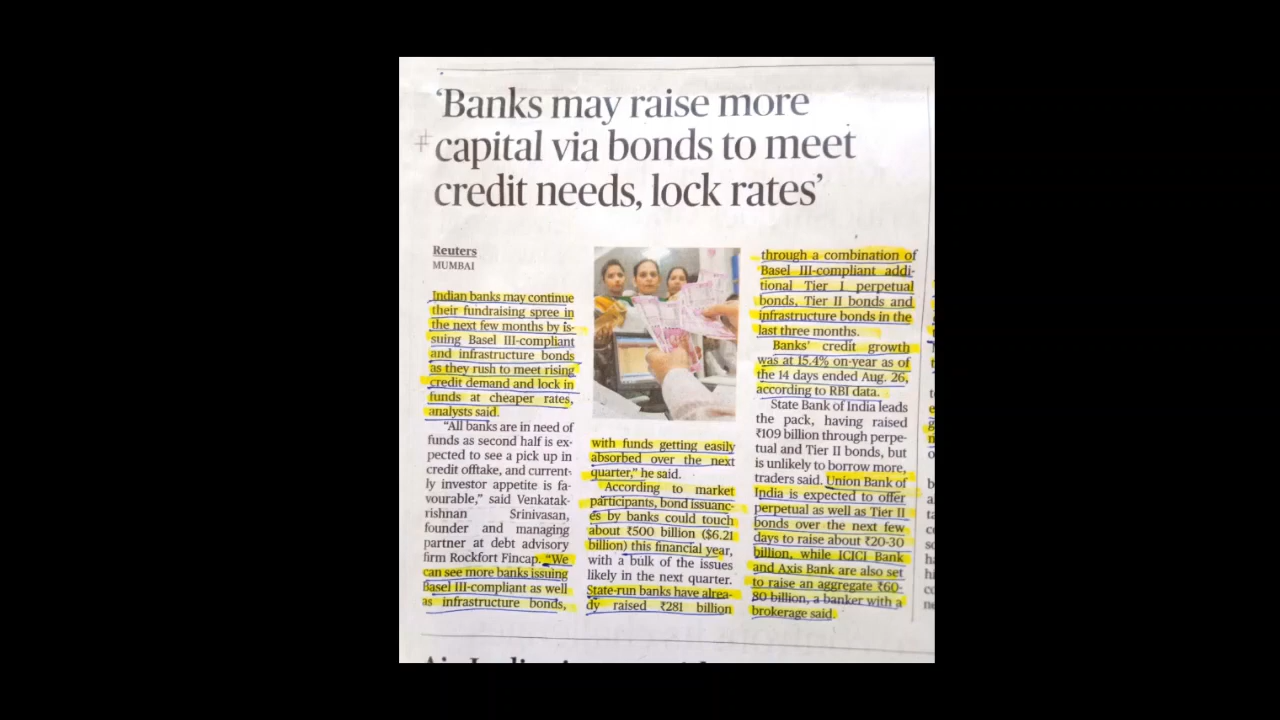 ‘Banks may raise more
capital via bonds to meet
credit needs, lock rates’
Reuters
MUMBAI
Indian banks may continue
their fundraising spree in
the next few months by is-
suing Basel III-compliant
and infrastructure bonds
as they rush to meet rising
credit demand and lock in
funds at cheaper rates,
analysts said.
“All banks are in need of
funds as second half is ex-
pected to see a pick up in
credit offtake, and current-
ly investor appetite is fa-
vourable,” said Venkatak-
rishnan Srinivasan,
founder and managing
partner at debt advisory
firm Rockfort Fincap. “We
can see more banks issuing
Basel III-compliant as well
as infrastructure bonds,
with funds getting easily
absorbed over the next
quarter,” he said.
According to market
participants, bond issuanc-
es by banks could touch
about ₹500 billion ($6.21
billion) this financial year,
with a bulk of the issues
likely in the next quarter.
State-run banks have alrea-
dy raised ₹281 billion
through a combination of
Basel III-compliant addi-
tional Tier I perpetual
bonds, Tier II bonds and
infrastructure bonds in the
last three months.
Banks’ credit growth
was at 15.4% on-year as of
the 14 days ended Aug. 26,
according to RBI data.
State Bank of India leads
the pack, having raised
₹109 billion through perpe-
tual and Tier II bonds, but
is unlikely to borrow more,
traders said. Union Bank of
India is expected to offer
perpetual as well as Tier II
bonds over the next few
days to raise about ₹20-30
billion, while ICICI Bank
and Axis Bank are also set
to raise an aggregate ₹60-
80 billion, a banker with a
brokerage said.